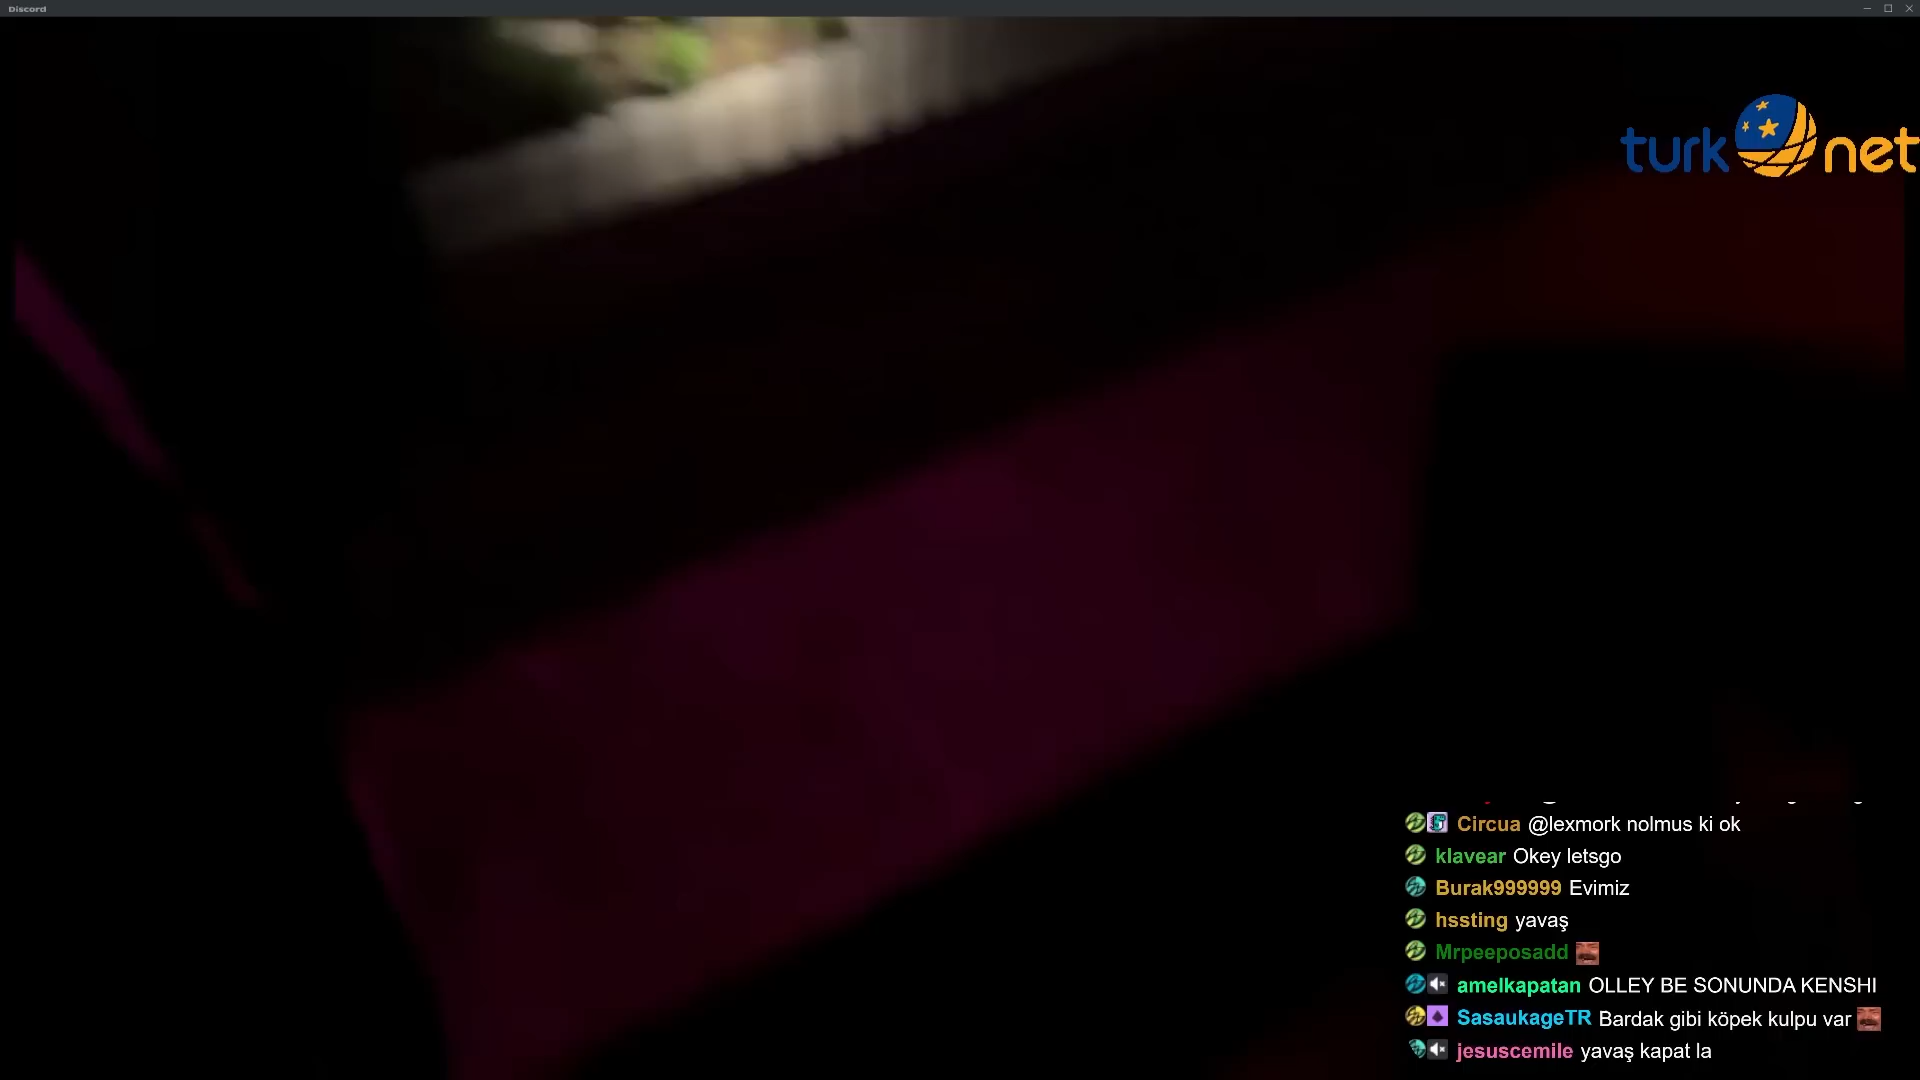 Discord
turk net
Circua @lexmork nolmus ki ok
klavear Okey letsgo
Burak999999 Evimiz
hssting yavaş
Mrpeeposadd
amelkapatan OLLEY BE SONUNDA KENSHI
SasaukageTR Bardak gibi köpek kulpu var
jesuscemile yavaş kapat la